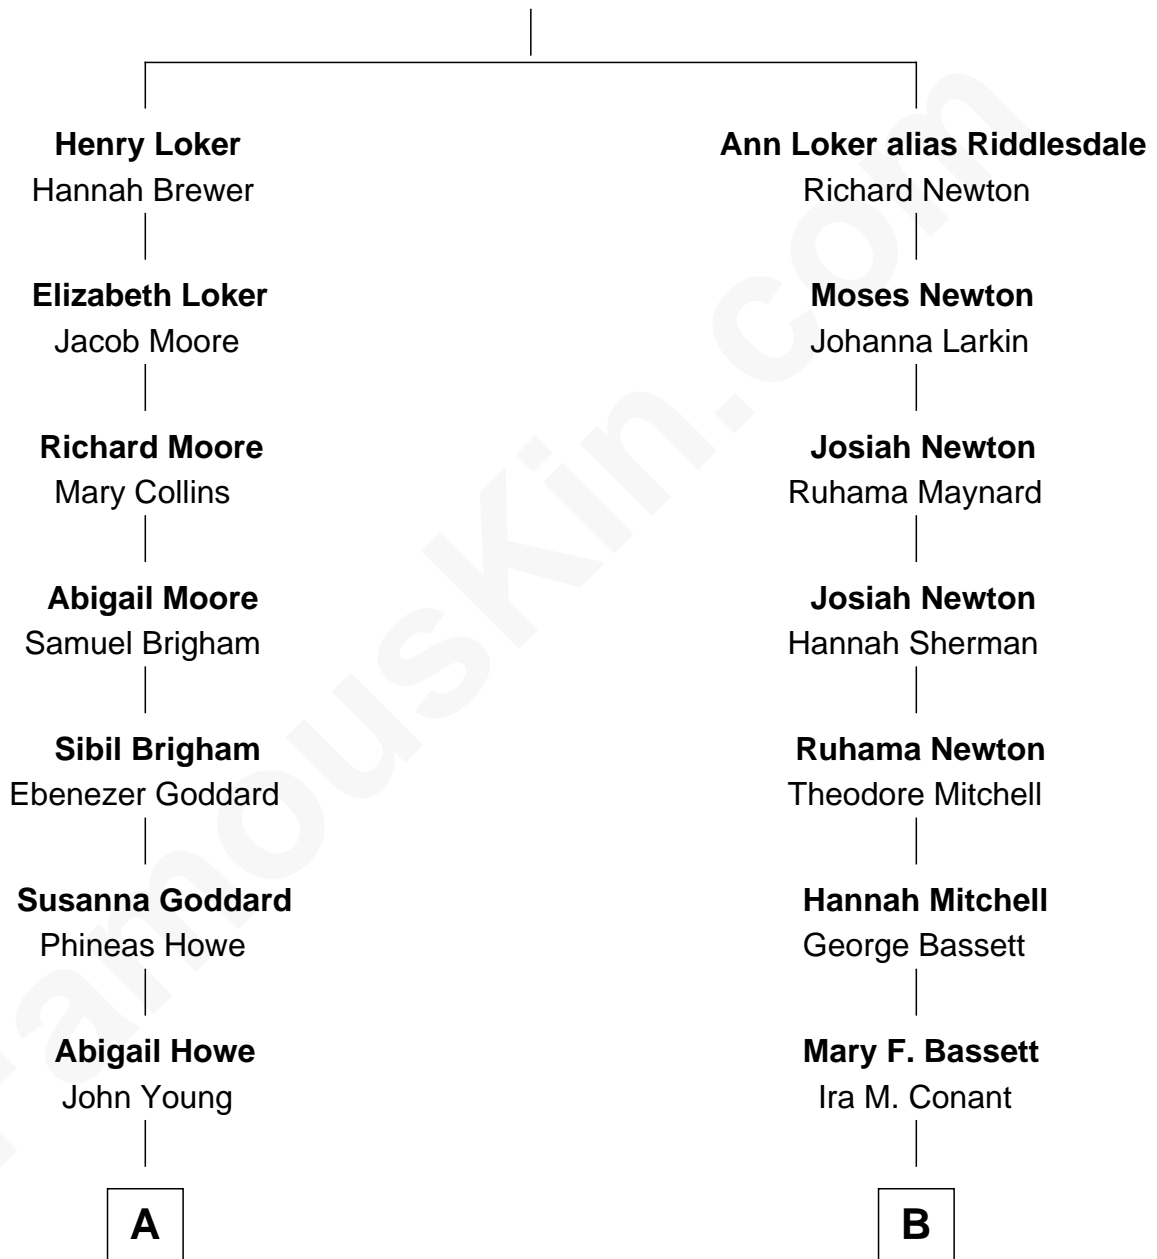 Henry Loker
Hannah Brewer
Elizabeth Loker
Jacob Moore
Richard Moore
Mary Collins
Abigail Moore
Samuel Brigham
Sibil Brigham
Ebenezer Goddard
Susanna Goddard
Phineas Howe
Abigail Howe
John Young
A
Ann Loker alias Riddlesdale
Richard Newton
Moses Newton
Johanna Larkin
Josiah Newton
Ruhama Maynard
Josiah Newton
Hannah Sherman
Ruhama Newton
Theodore Mitchell
Hannah Mitchell
George Bassett
Mary F. Bassett
Ira M. Conant
B
FamousKin.com